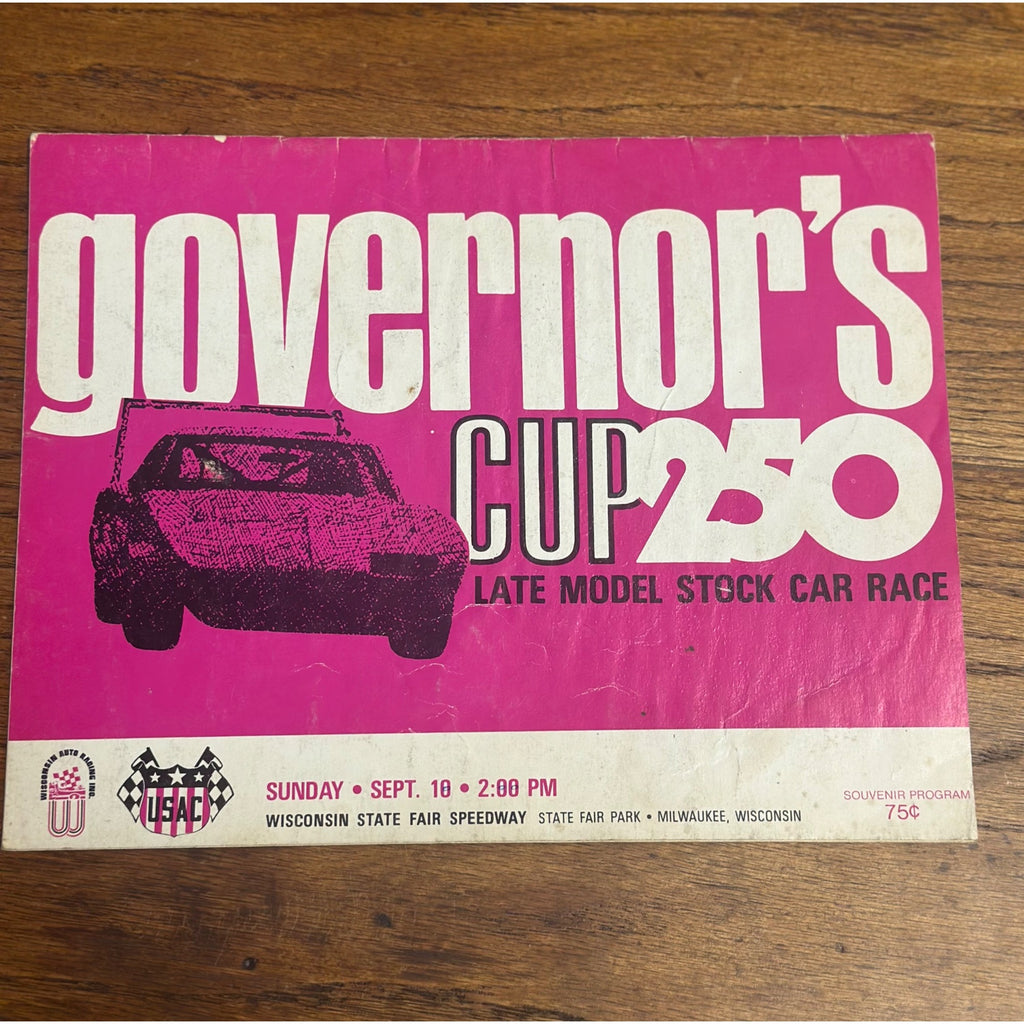 governor's
CUP 250
LATE MODEL STOCK CAR RACE
WISCONSIN AUTO RACING INC.
USAC
SUNDAY • SEPT. 10 • 2:00 PM
WISCONSIN STATE FAIR SPEEDWAY STATE FAIR PARK • MILWAUKEE, WISCONSIN
SOUVENIR PROGRAM
75¢